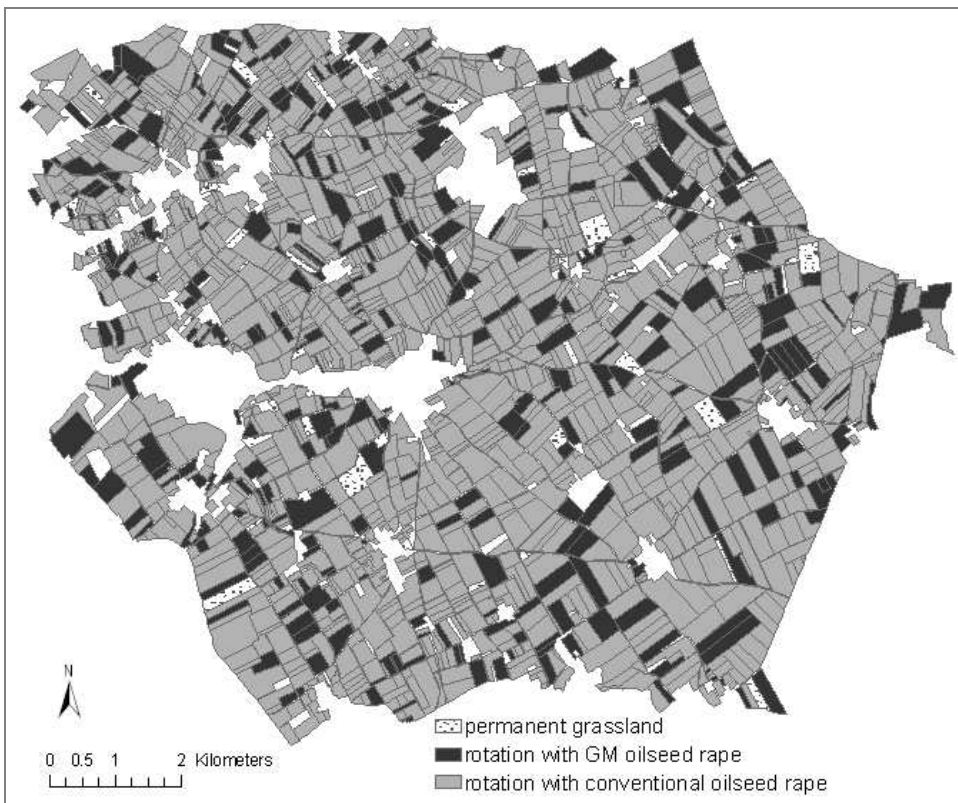 N
permanent grassland
rotation with GM oilseed rape
0 0.5 1 2 Kilometers
rotation with conventional oilseed rape